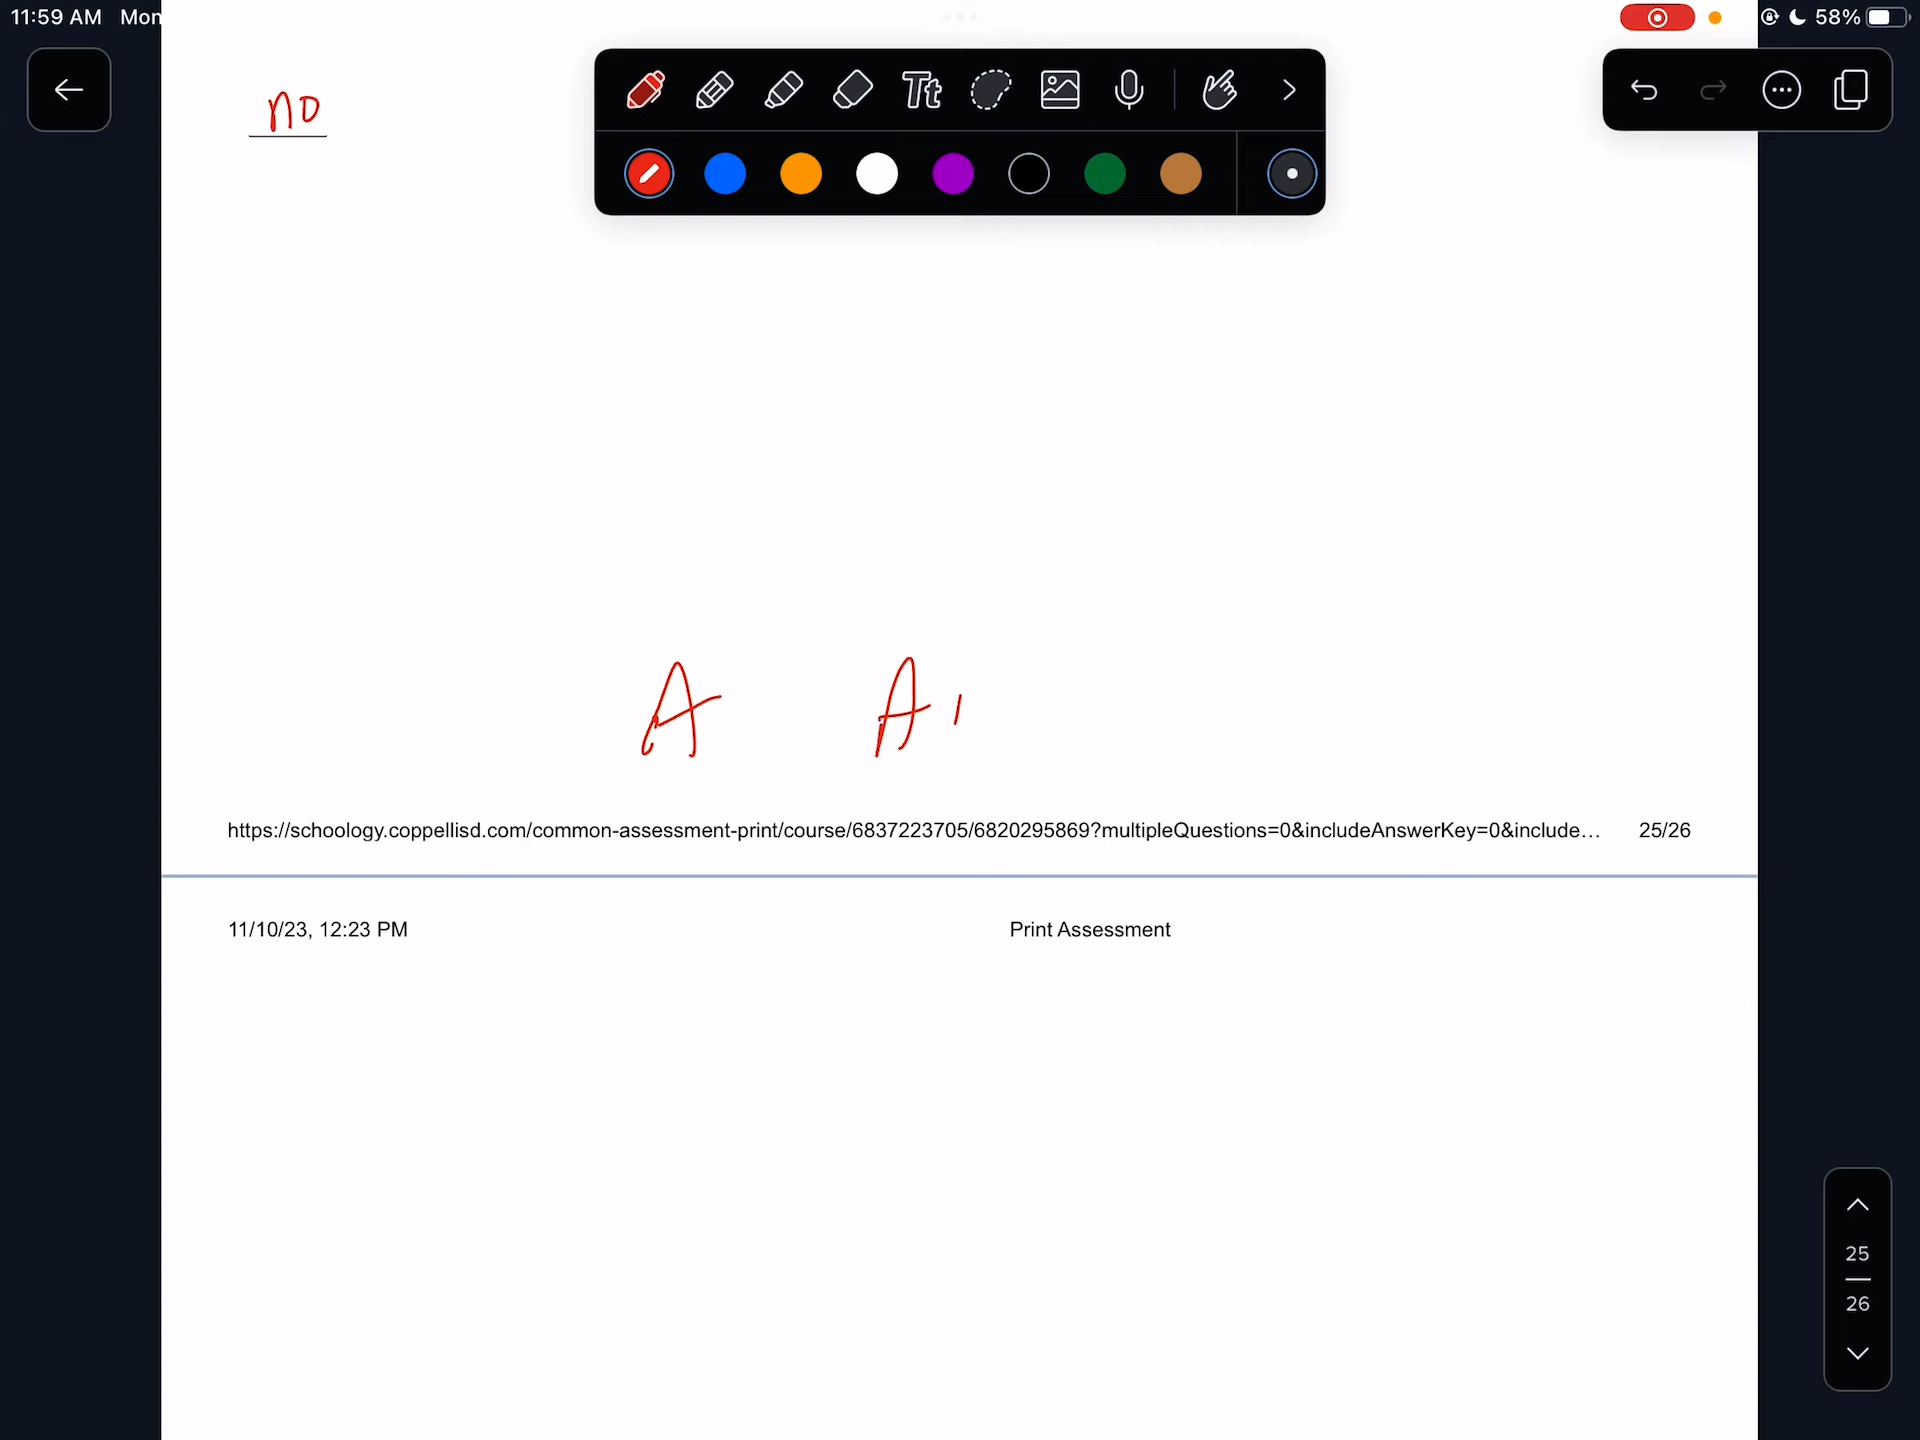 11:59 AM Mon
58%
no
Tt
A A'
https://schoology.coppellisd.com/common-assessment-print/course/6837223705/6820295869?multipleQuestions=0&includeAnswerKey=0&include… 25/26
11/10/23, 12:23 PM Print Assessment
25
26